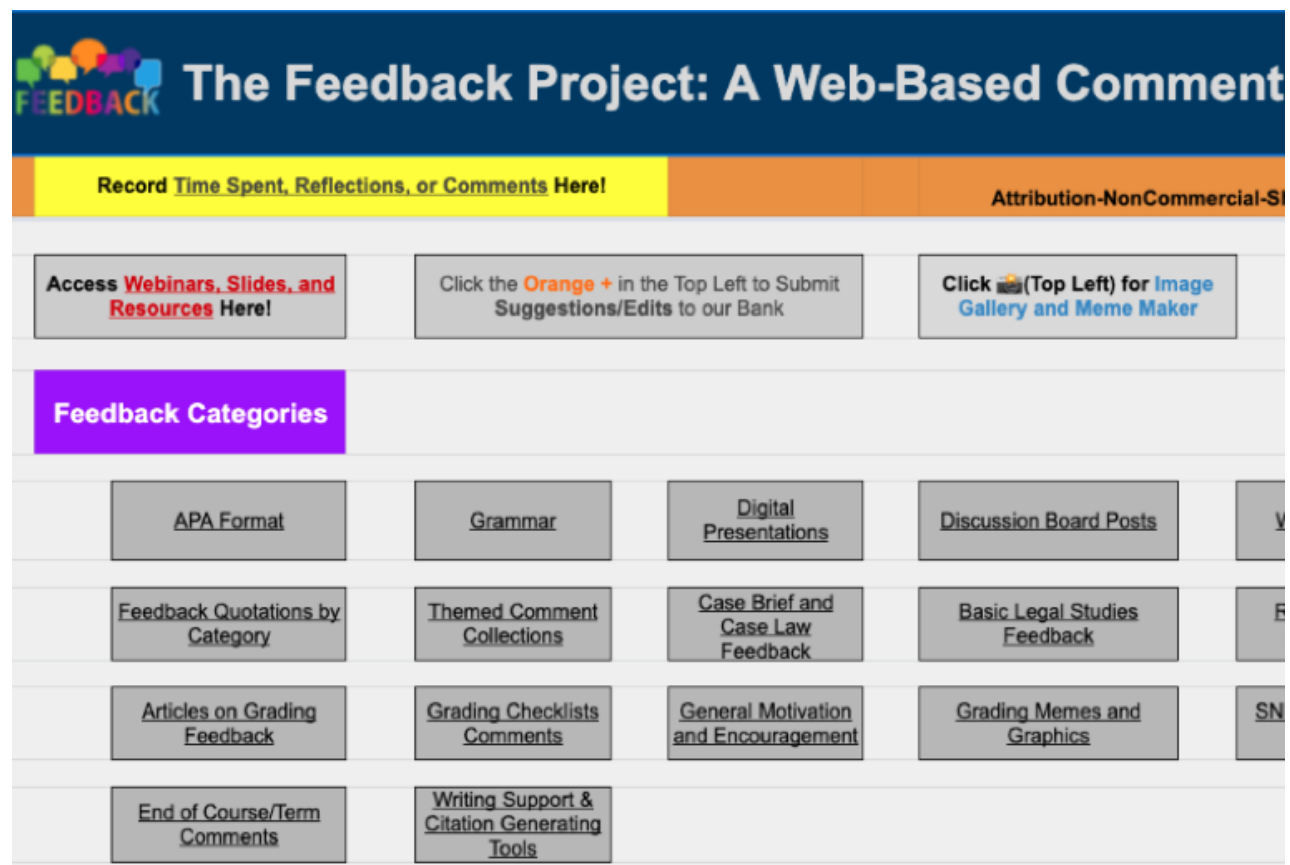 FEEDBACK
The Feedback Project: A Web-Based Comment
Record Time Spent, Reflections, or Comments Here!
Attribution-NonCommercial-S
Access Webinars, Slides, and
Resources Here!
Click the Orange + in the Top Left to Submit
Suggestions/Edits to our Bank
Click 📸(Top Left) for Image
Gallery and Meme Maker
Feedback Categories
APA Format
Grammar
Digital
Presentations
Discussion Board Posts
Feedback Quotations by
Category
Themed Comment
Collections
Case Brief and
Case Law
Feedback
Basic Legal Studies
Feedback
Articles on Grading
Feedback
Grading Checklists
Comments
General Motivation
and Encouragement
Grading Memes and
Graphics
SN
End of Course/Term
Comments
Writing Support &
Citation Generating
Tools